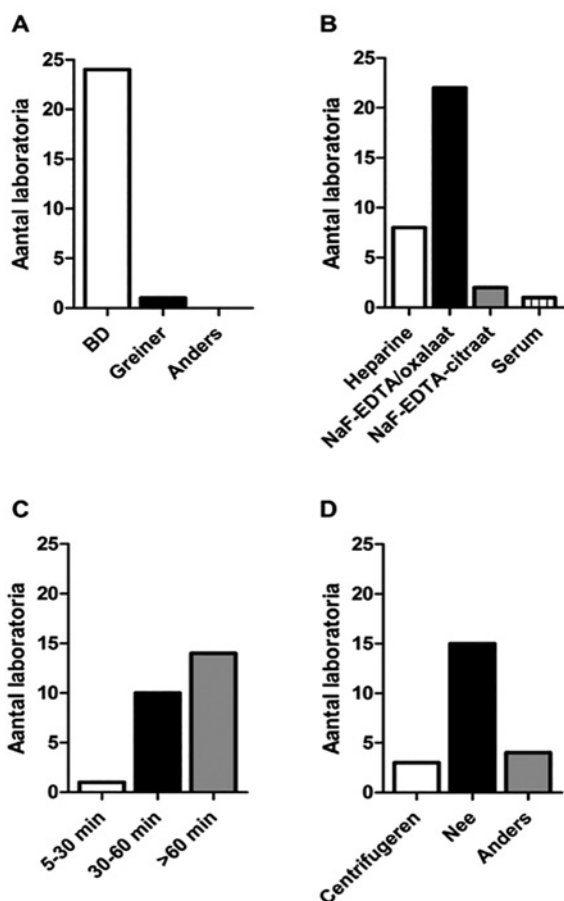 A
Aantal laboratoria
25
20
15
10
5
0
BD
Greiner
Anders
B
Aantal laboratoria
25
20
15
10
5
0
Heparine
NaF-EDTA/oxalaat
NaF-EDTA-citraat
Serum
C
Aantal laboratoria
25
20
15
10
5
0
5-30 min
30-60 min
>60 min
D
Aantal laboratoria
25
20
15
10
5
0
Centrifugeren
Nee
Anders